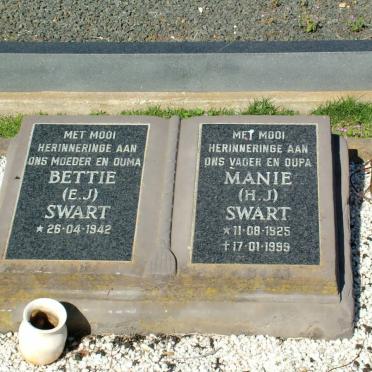 MET MOOI
HERINNERINGE AAN
ONS MOEDER EN OUMA
BETTIE
(E.J)
SWART
* 26-04-1942
MET MOOI
HERINNERINGE AAN
ONS VADER EN OUPA
MANIE
(H.J)
SWART
* 11-08-1925
+ 17-01-1999